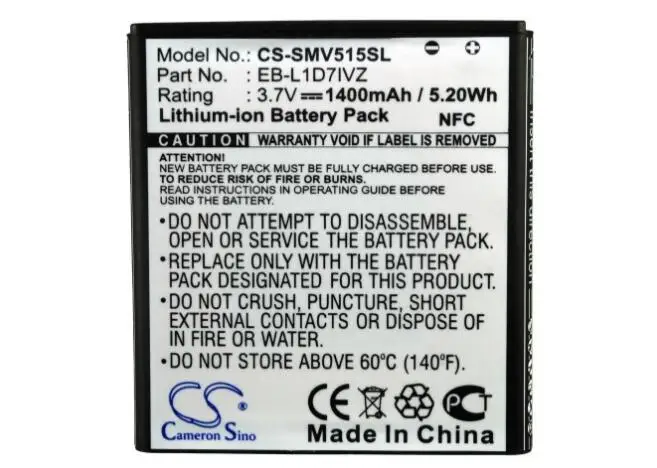 Model No.: CS-SMV515SL
Part No.: EB-L1D7IVZ
Rating : 3.7V 1400mAh / 5.20Wh
Lithium-ion Battery Pack NFC
CAUTION WARRANTY VOID IF LABEL IS REMOVED
ATTENTION!
NEW BATTERY PACK MUST BE FULLY CHARGED BEFORE USE.
TO REDUCE RISK OF FIRE OR BURNS.
READ INSTRUCTIONS IN OPERATING GUIDE BEFORE
USING THE BATTERY.
•DO NOT ATTEMPT TO DISASSEMBLE,
OPEN OR SERVICE THE BATTERY PACK.
•REPLACE ONLY WITH THE BATTERY PACK
DESIGNATED FOR THIS PRODUCT.
•DO NOT CRUSH, PUNCTURE, SHORT
EXTERNAL CONTACTS OR DISPOSE OF
IN FIRE OR WATER.
•DO NOT STORE ABOVE 60°C (140°F).
CS
Cameron Sino
CE PCT
Made In China
Insert this direction